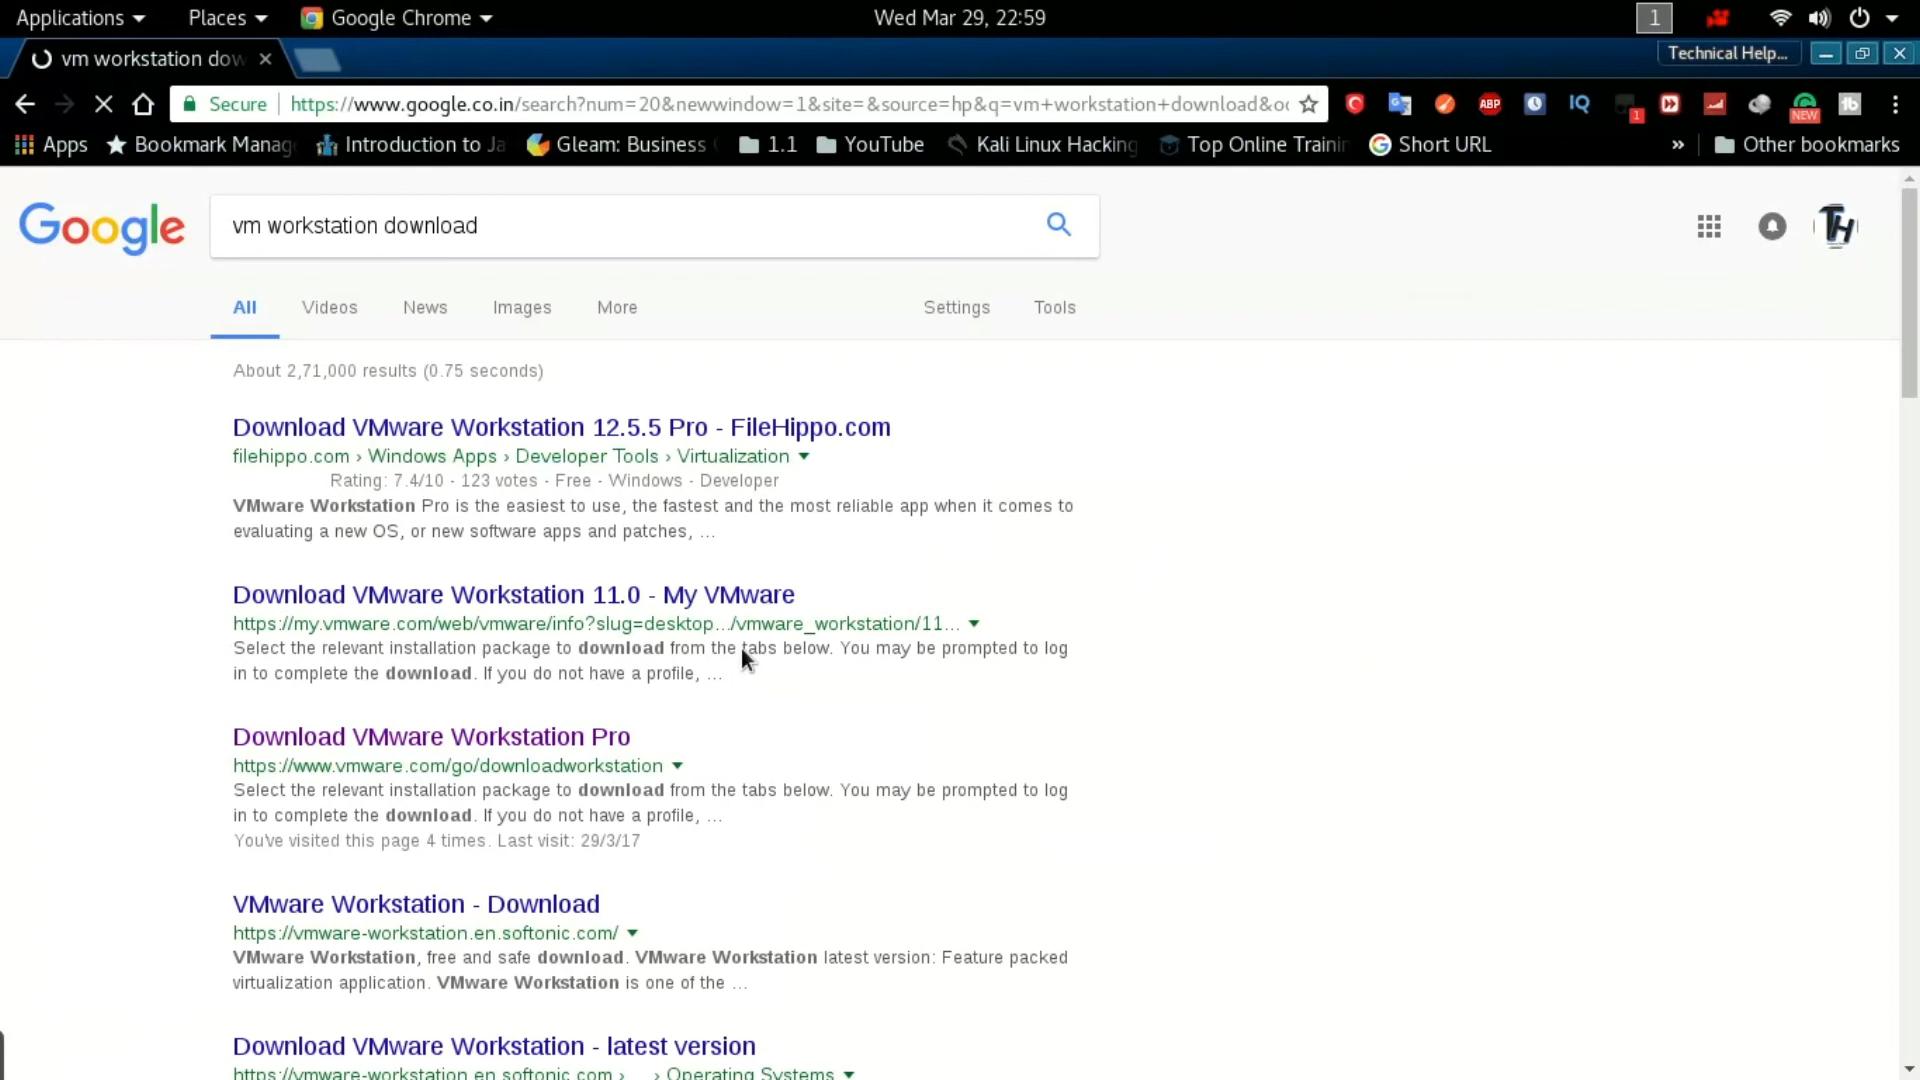 Applications Places Google Chrome Wed Mar 29, 22:59 1
vm workstation dow Technical Help...
Secure https://www.google.co.in/search?num=20&newwindow=1&site=&source=hp&q=vm+workstation+download&oc ABP IQ 1 NEW tb
Apps Bookmark Manag Introduction to Ja Gleam: Business 1.1 YouTube Kali Linux Hacking Top Online Trainin Short URL » Other bookmarks
Google vm workstation download TH
All Videos News Images More Settings Tools
About 2,71,000 results (0.75 seconds)
Download VMware Workstation 12.5.5 Pro - FileHippo.com
filehippo.com › Windows Apps › Developer Tools › Virtualization
Rating: 7.4/10 - 123 votes - Free - Windows - Developer
VMware Workstation Pro is the easiest to use, the fastest and the most reliable app when it comes to
evaluating a new OS, or new software apps and patches, ...
Download VMware Workstation 11.0 - My VMware
https://my.vmware.com/web/vmware/info?slug=desktop.../vmware_workstation/11...
Select the relevant installation package to download from the tabs below. You may be prompted to log
in to complete the download. If you do not have a profile, ...
Download VMware Workstation Pro
https://www.vmware.com/go/downloadworkstation
Select the relevant installation package to download from the tabs below. You may be prompted to log
in to complete the download. If you do not have a profile, ...
You've visited this page 4 times. Last visit: 29/3/17
VMware Workstation - Download
https://vmware-workstation.en.softonic.com/
VMware Workstation, free and safe download. VMware Workstation latest version: Feature packed
virtualization application. VMware Workstation is one of the ...
Download VMware Workstation - latest version
https://vmware-workstation.en.softonic.com › ... › Operating Systems